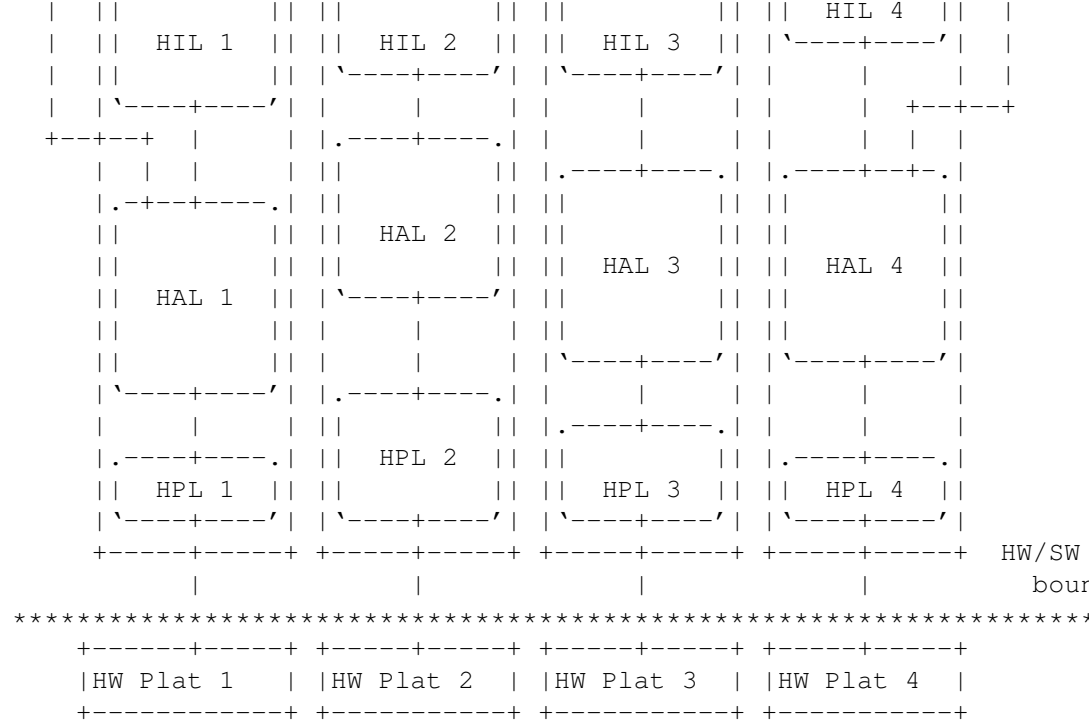 HIL 4
HIL 1 HIL 2 HIL 3
HAL 2
HAL 3 HAL 4
HAL 1
HPL 2
HPL 1 HPL 3 HPL 4
HW/SW
bour
HW Plat 1 HW Plat 2 HW Plat 3 HW Plat 4